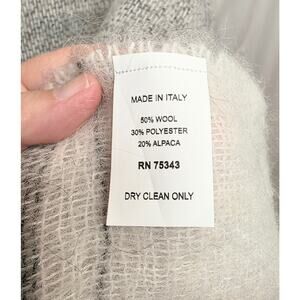 MADE IN ITALY
50% WOOL
30% POLYESTER
20% ALPACA
RN 75343
DRY CLEAN ONLY